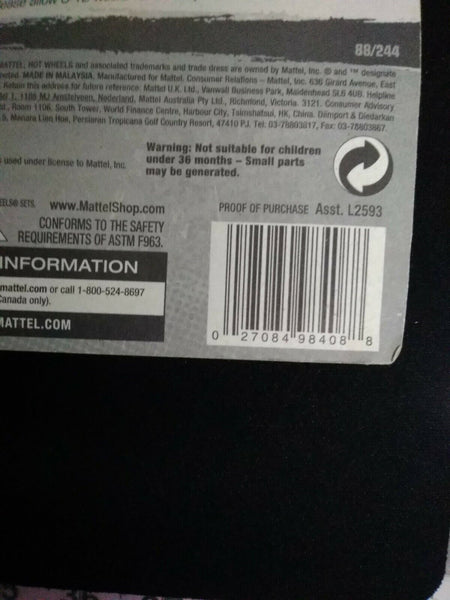 88/244
MATTEL, HOT WHEELS and associated trademarks and trade dress are owned by Mattel, Inc. ® and ™ designate
MADE IN MALAYSIA. Manufactured for Mattel. Consumer Relations – Mattel, Inc. 636 Girard Avenue, East
Retain this address for future reference: Mattel U.K. Ltd., Vanwall Business Park, Maidenhead SL6 4UB. Helpline
1185 MJ Amstelveen, Nederland. Mattel Australia Pty Ltd., Richmond, Victoria. 3121. Consumer Advisory
Room 1106, South Tower, World Finance Centre, Harbour City, Tsimshatsui, HK, China. Diimport & Diedarkan
Menara Lion Hoe, Persiaran Tropicana Golf Country Resort, 47410 PJ. Tel: 03-78803817, Fax: 03-78803867.
Warning: Not suitable for children
under 36 months – Small parts
may be generated.
used under license to Mattel, Inc.
SETS. www.MattelShop.com
CONFORMS TO THE SAFETY
REQUIREMENTS OF ASTM F963.
PROOF OF PURCHASE Asst. L2593
INFORMATION
mattel.com or call 1-800-524-8697
Canada only).
MATTEL.COM
0 27084 98408 8